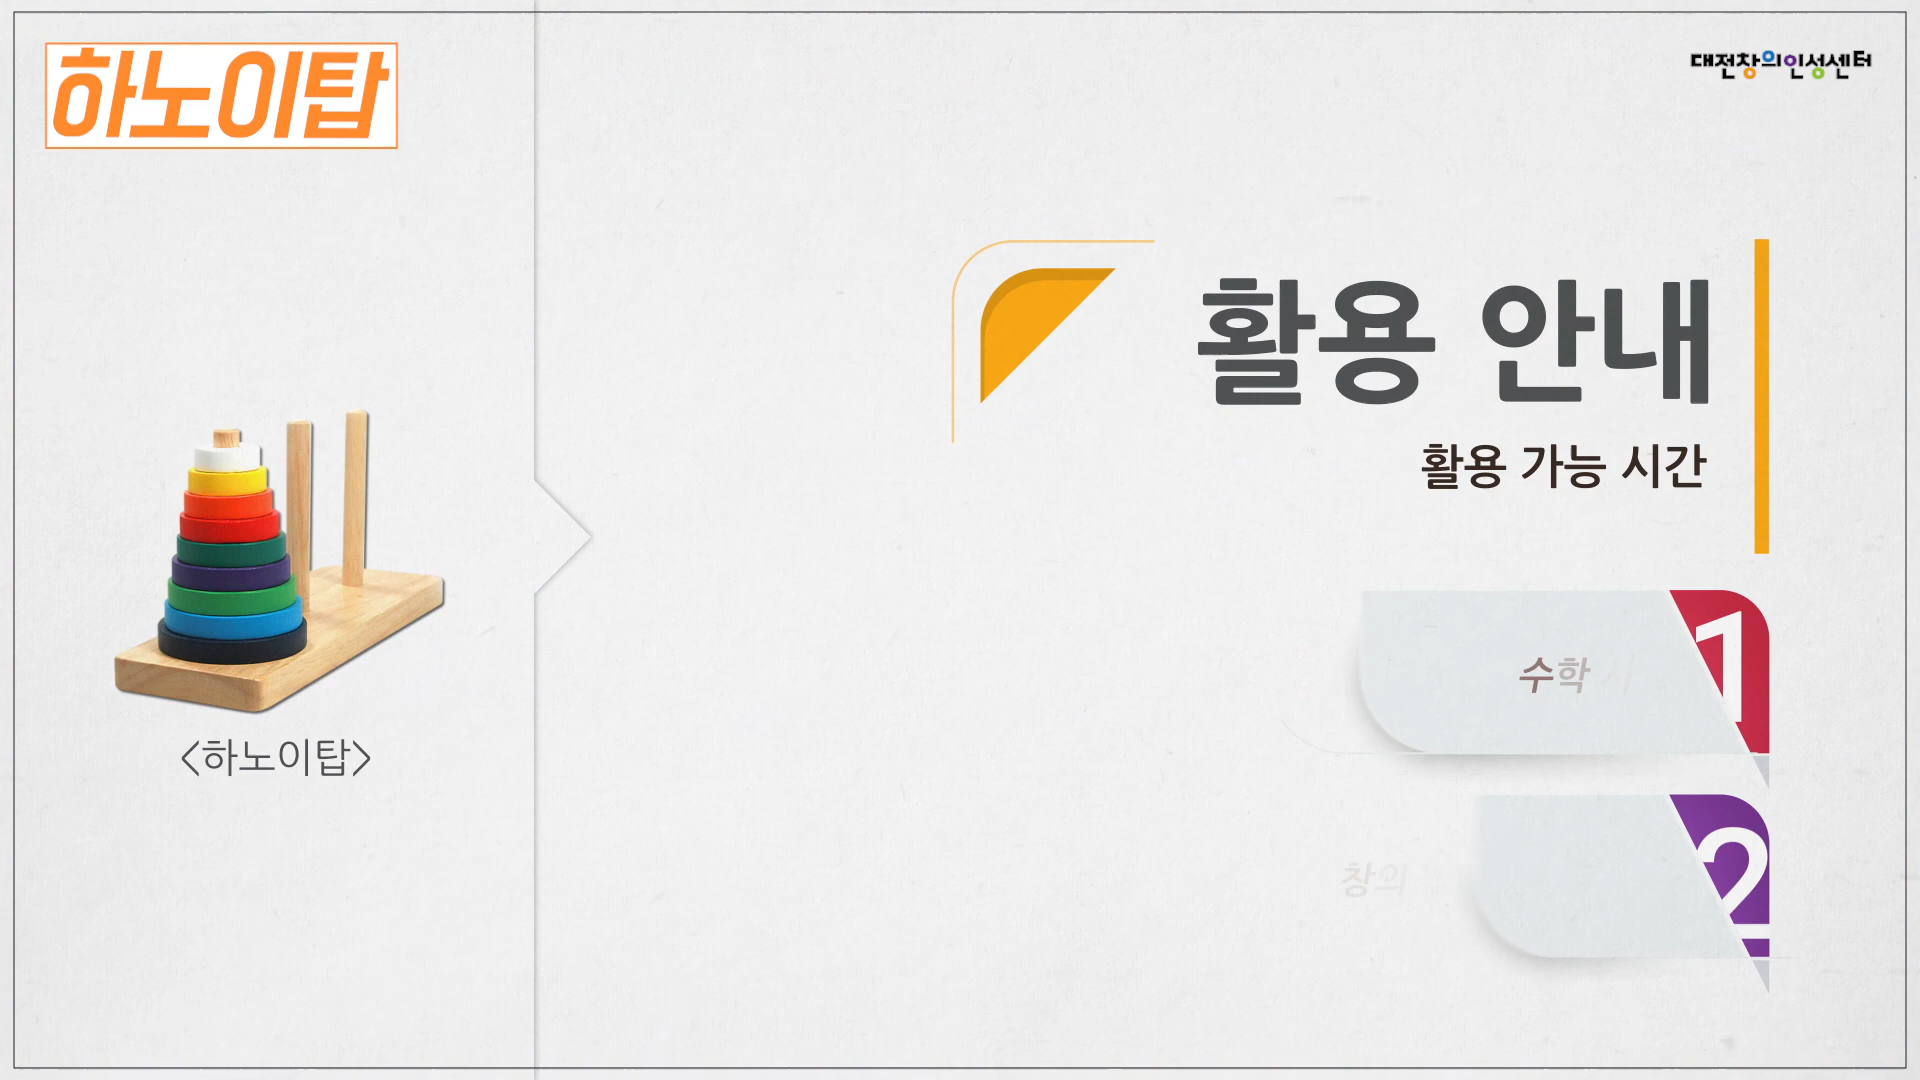 하노이탑
대전창의인성센터
활용 안내
활용 가능 시간
수학
1
창의
2
<하노이탑>